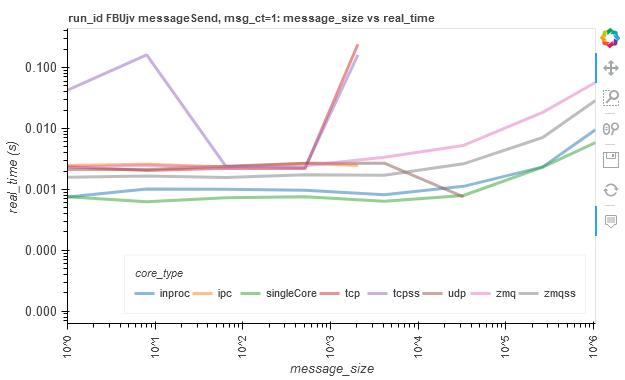 run_id FBUjv messageSend, msg_ct=1: message_size vs real_time
real_time (s)
0.100
0.010
0.001
0.000
0.000
core_type
inproc ipc singleCore tcp tcpss udp zmq zmqss
10^0 10^1 10^2 10^3 10^4 10^5 10^6
message_size